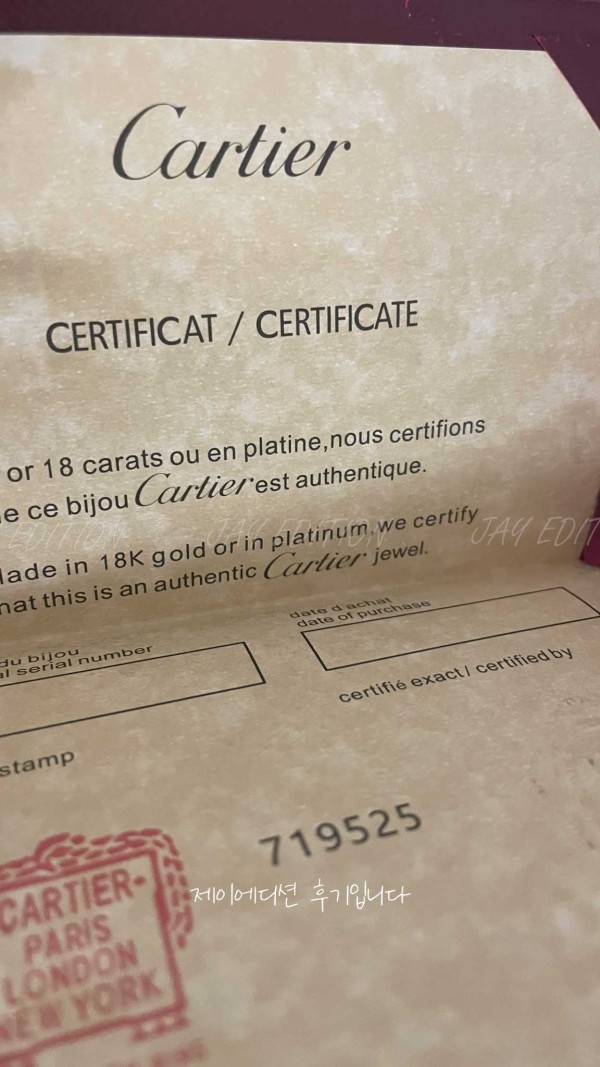 Cartier
CERTIFICAT / CERTIFICATE
or 18 carats ou en platine,nous certifions
ce bijou Cartier est authentique.
JAY EDIT
in 18K gold or in platinum,we certify
this is an authentic Cartier jewel.
date d'achat
date of purchase
du bijou
serial number
certifié exact / certified by
stamp
719525
제이에디션 후기입니다
CARTIER-
PARIS
LONDON
NEW YORK